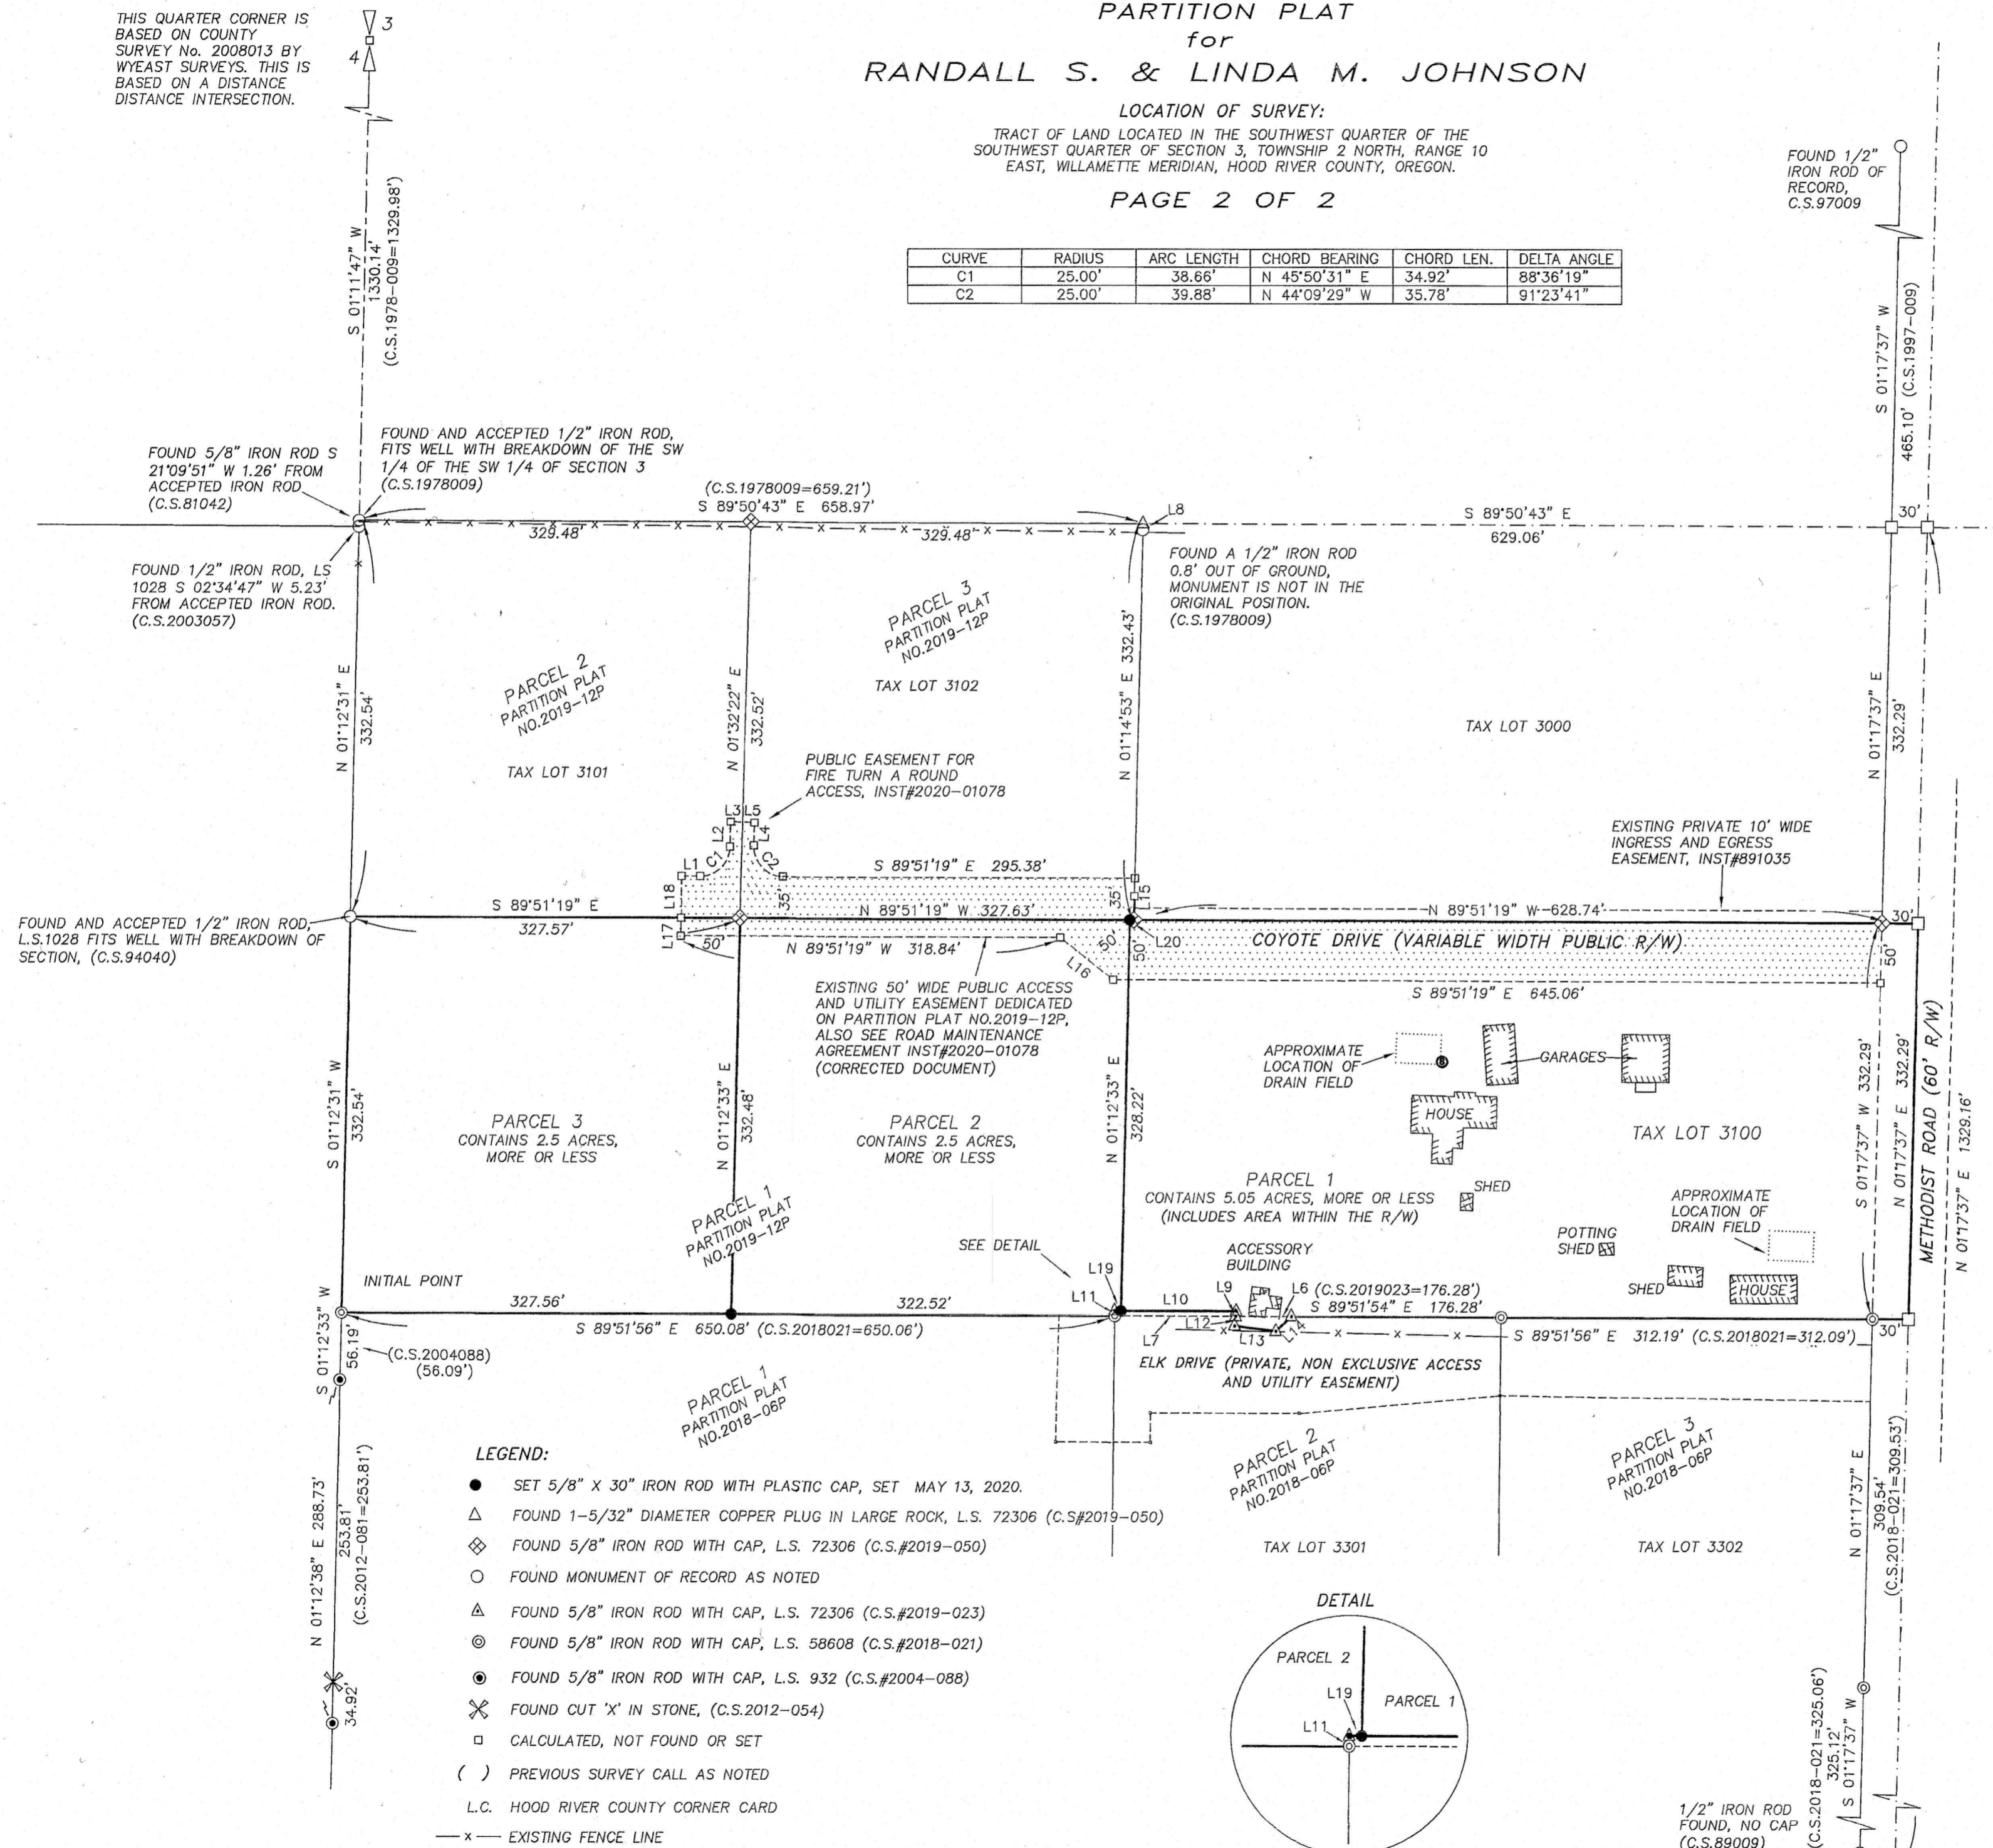 PARTITION PLAT
for
RANDALL S. & LINDA M. JOHNSON
LOCATION OF SURVEY:
TRACT OF LAND LOCATED IN THE SOUTHWEST QUARTER OF THE
SOUTHWEST QUARTER OF SECTION 3, TOWNSHIP 2 NORTH, RANGE 10
EAST, WILLAMETTE MERIDIAN, HOOD RIVER COUNTY, OREGON.
PAGE 2 OF 2
THIS QUARTER CORNER IS
BASED ON COUNTY
SURVEY No. 2008013 BY
WYEAST SURVEYS. THIS IS
BASED ON A DISTANCE
DISTANCE INTERSECTION.
3
4
S 01°11'47" W
1330.14'
(C.S.1978-009=1329.98')
CURVE RADIUS ARC LENGTH CHORD BEARING CHORD LEN. DELTA ANGLE
C1 25.00' 38.66' N 45°50'31" E 34.92' 88°36'19"
C2 25.00' 39.88' N 44°09'29" W 35.78' 91°23'41"
FOUND 1/2"
IRON ROD OF
RECORD,
C.S.97009
S 01°17'37" W
465.10' (C.S.1997-009)
FOUND 5/8" IRON ROD S
21°09'51" W 1.26' FROM
ACCEPTED IRON ROD
(C.S.81042)
FOUND AND ACCEPTED 1/2" IRON ROD,
FITS WELL WITH BREAKDOWN OF THE SW
1/4 OF THE SW 1/4 OF SECTION 3
(C.S.1978009)
(C.S.1978009=659.21')
S 89°50'43" E 658.97'
329.48'
329.48'
L8
S 89°50'43" E
629.06'
30'
FOUND 1/2" IRON ROD, LS
1028 S 02°34'47" W 5.23'
FROM ACCEPTED IRON ROD.
(C.S.2003057)
FOUND A 1/2" IRON ROD
0.8' OUT OF GROUND,
MONUMENT IS NOT IN THE
ORIGINAL POSITION.
(C.S.1978009)
N 01°12'31" E
332.54'
PARCEL 2
PARTITION PLAT
NO.2019-12P
TAX LOT 3101
N 01°32'22" E
332.52'
PARCEL 3
PARTITION PLAT
NO.2019-12P
TAX LOT 3102
N 01°14'53" E 332.43'
TAX LOT 3000
N 01°17'37" E
332.29'
PUBLIC EASEMENT FOR
FIRE TURN A ROUND
ACCESS, INST#2020-01078
EXISTING PRIVATE 10' WIDE
INGRESS AND EGRESS
EASEMENT, INST#891035
L3 L5
L2
L4
L1
C1
C2
L18
35'
S 89°51'19" E 295.38'
35'
L15
FOUND AND ACCEPTED 1/2" IRON ROD,
L.S.1028 FITS WELL WITH BREAKDOWN OF
SECTION, (C.S.94040)
S 89°51'19" E
327.57'
N 89°51'19" W 327.63'
N 89°51'19" W 628.74'
30'
L17
50'
N 89°51'19" W 318.84'
50'
50'
L20
L16
COYOTE DRIVE (VARIABLE WIDTH PUBLIC R/W)
50'
S 89°51'19" E 645.06'
EXISTING 50' WIDE PUBLIC ACCESS
AND UTILITY EASEMENT DEDICATED
ON PARTITION PLAT NO.2019-12P,
ALSO SEE ROAD MAINTENANCE
AGREEMENT INST#2020-01078
(CORRECTED DOCUMENT)
S 01°12'31" W
332.54'
PARCEL 3
CONTAINS 2.5 ACRES,
MORE OR LESS
N 01°12'33" E
332.48'
PARCEL 2
CONTAINS 2.5 ACRES,
MORE OR LESS
N 01°12'33" E
328.22'
APPROXIMATE
LOCATION OF
DRAIN FIELD
GARAGES
HOUSE
TAX LOT 3100
PARCEL 1
CONTAINS 5.05 ACRES, MORE OR LESS
(INCLUDES AREA WITHIN THE R/W)
SHED
APPROXIMATE
LOCATION OF
DRAIN FIELD
POTTING
SHED
SHED
HOUSE
S 01°17'37" W 332.29'
N 01°17'37" E 332.29'
METHODIST ROAD (60' R/W)
N 01°17'37" E 1329.16'
PARCEL 1
PARTITION PLAT
NO.2019-12P
SEE DETAIL
ACCESSORY
BUILDING
INITIAL POINT
327.56'
322.52'
S 89°51'56" E 650.08' (C.S.2018021=650.06')
L19
L11
L10
L9
L6 (C.S.2019023=176.28')
S 89°51'54" E 176.28'
L12
L7
L13
L14
S 89°51'56" E 312.19' (C.S.2018021=312.09')
30'
ELK DRIVE (PRIVATE, NON EXCLUSIVE ACCESS
AND UTILITY EASEMENT)
S 01°12'33" W
56.19'
(C.S.2004088)
(56.09')
PARCEL 1
PARTITION PLAT
NO.2018-06P
PARCEL 2
PARTITION PLAT
NO.2018-06P
TAX LOT 3301
PARCEL 3
PARTITION PLAT
NO.2018-06P
TAX LOT 3302
N 01°12'38" E 288.73'
253.81'
(C.S.2012-081=253.81')
34.92'
N 01°17'37" E
309.54'
(C.S.2018-021=309.53')
LEGEND:
SET 5/8" X 30" IRON ROD WITH PLASTIC CAP, SET MAY 13, 2020.
FOUND 1-5/32" DIAMETER COPPER PLUG IN LARGE ROCK, L.S. 72306 (C.S#2019-050)
FOUND 5/8" IRON ROD WITH CAP, L.S. 72306 (C.S.#2019-050)
FOUND MONUMENT OF RECORD AS NOTED
FOUND 5/8" IRON ROD WITH CAP, L.S. 72306 (C.S.#2019-023)
FOUND 5/8" IRON ROD WITH CAP, L.S. 58608 (C.S.#2018-021)
FOUND 5/8" IRON ROD WITH CAP, L.S. 932 (C.S.#2004-088)
FOUND CUT 'X' IN STONE, (C.S.2012-054)
CALCULATED, NOT FOUND OR SET
( ) PREVIOUS SURVEY CALL AS NOTED
L.C. HOOD RIVER COUNTY CORNER CARD
x EXISTING FENCE LINE
DETAIL
PARCEL 2
L19
PARCEL 1
L11
(C.S.2018-021=325.06')
325.12'
S 01°17'37" W
1/2" IRON ROD
FOUND, NO CAP
(C.S.89009)